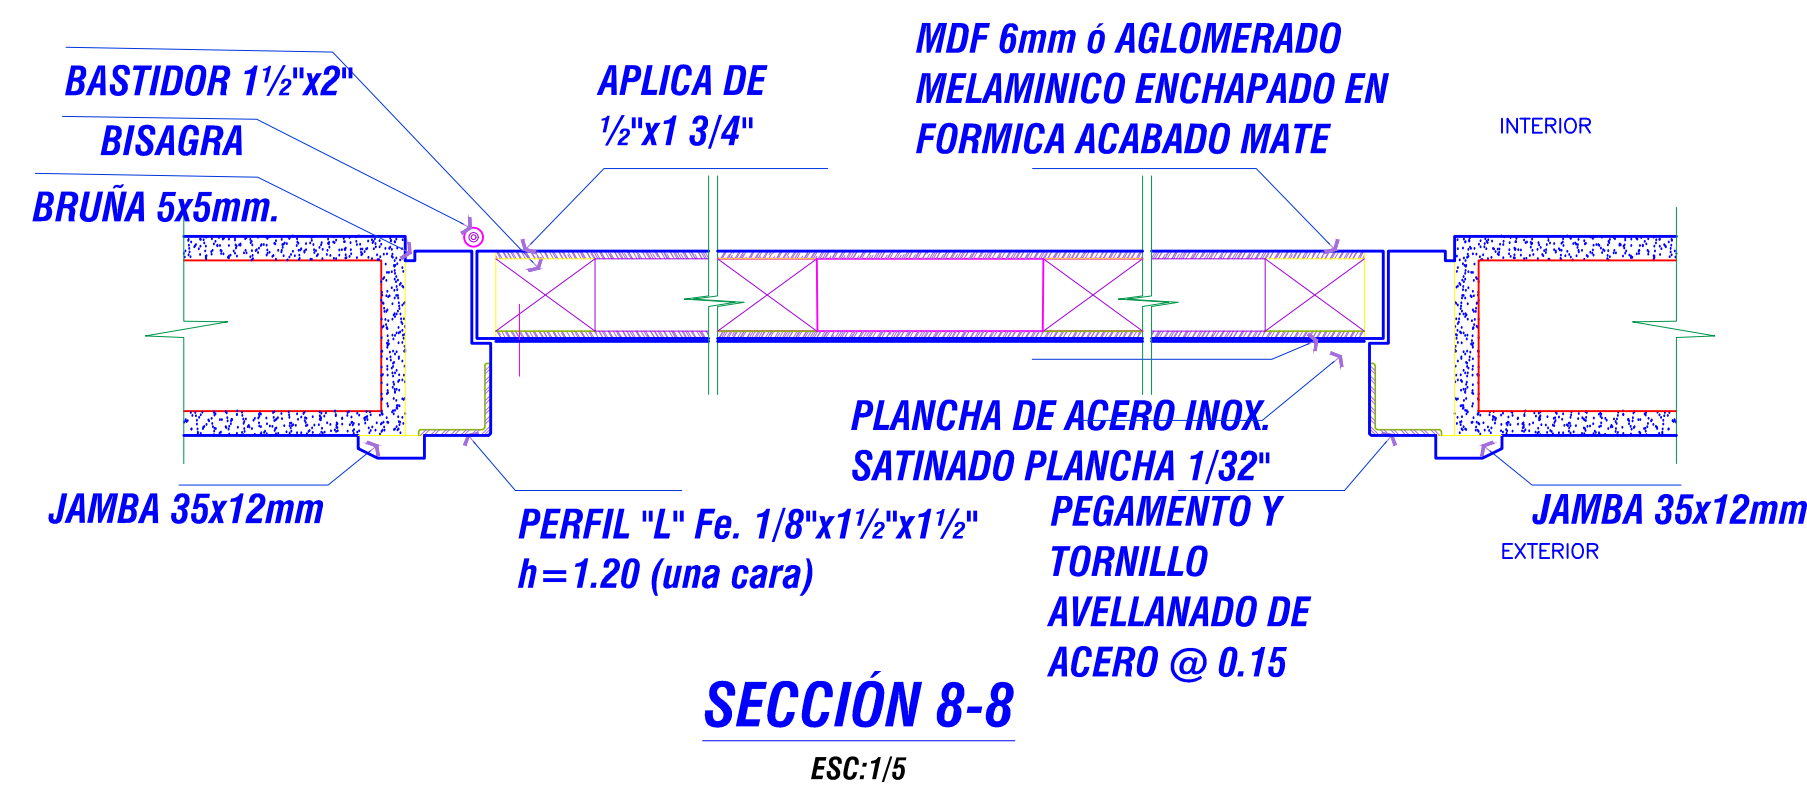 BASTIDOR 1½"x2"
BISAGRA
BRUÑA 5x5mm.
APLICA DE
½"x1 3/4"
MDF 6mm ó AGLOMERADO
MELAMINICO ENCHAPADO EN
FORMICA ACABADO MATE
INTERIOR
PLANCHA DE ACERO INOX.
SATINADO PLANCHA 1/32"
JAMBA 35x12mm
PERFIL "L" Fe. 1/8"x1½"x1½"
h=1.20 (una cara)
PEGAMENTO Y
TORNILLO
AVELLANADO DE
ACERO @ 0.15
JAMBA 35x12mm
EXTERIOR
SECCIÓN 8-8
ESC:1/5